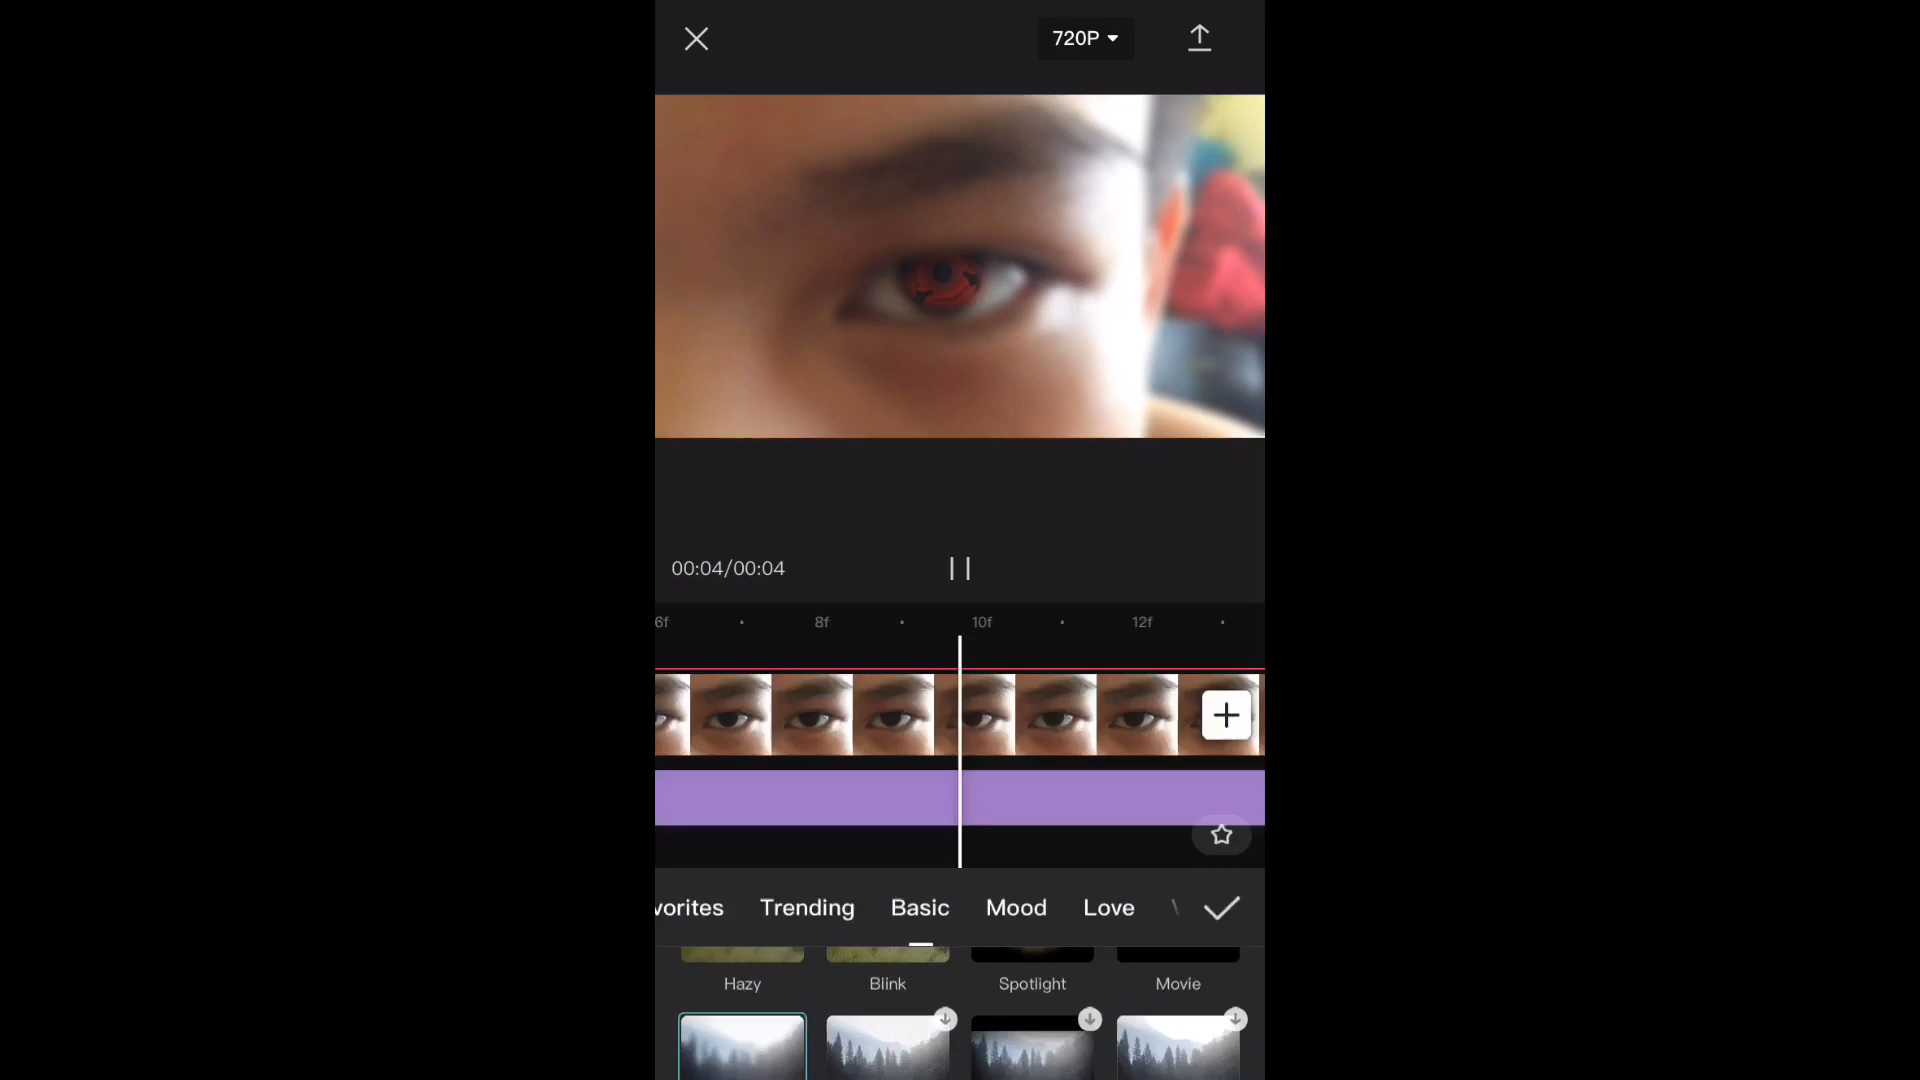 720P
00:04/00:04
6f 8f 10f 12f
vorites Trending Basic Mood Love
Hazy Blink Spotlight Movie